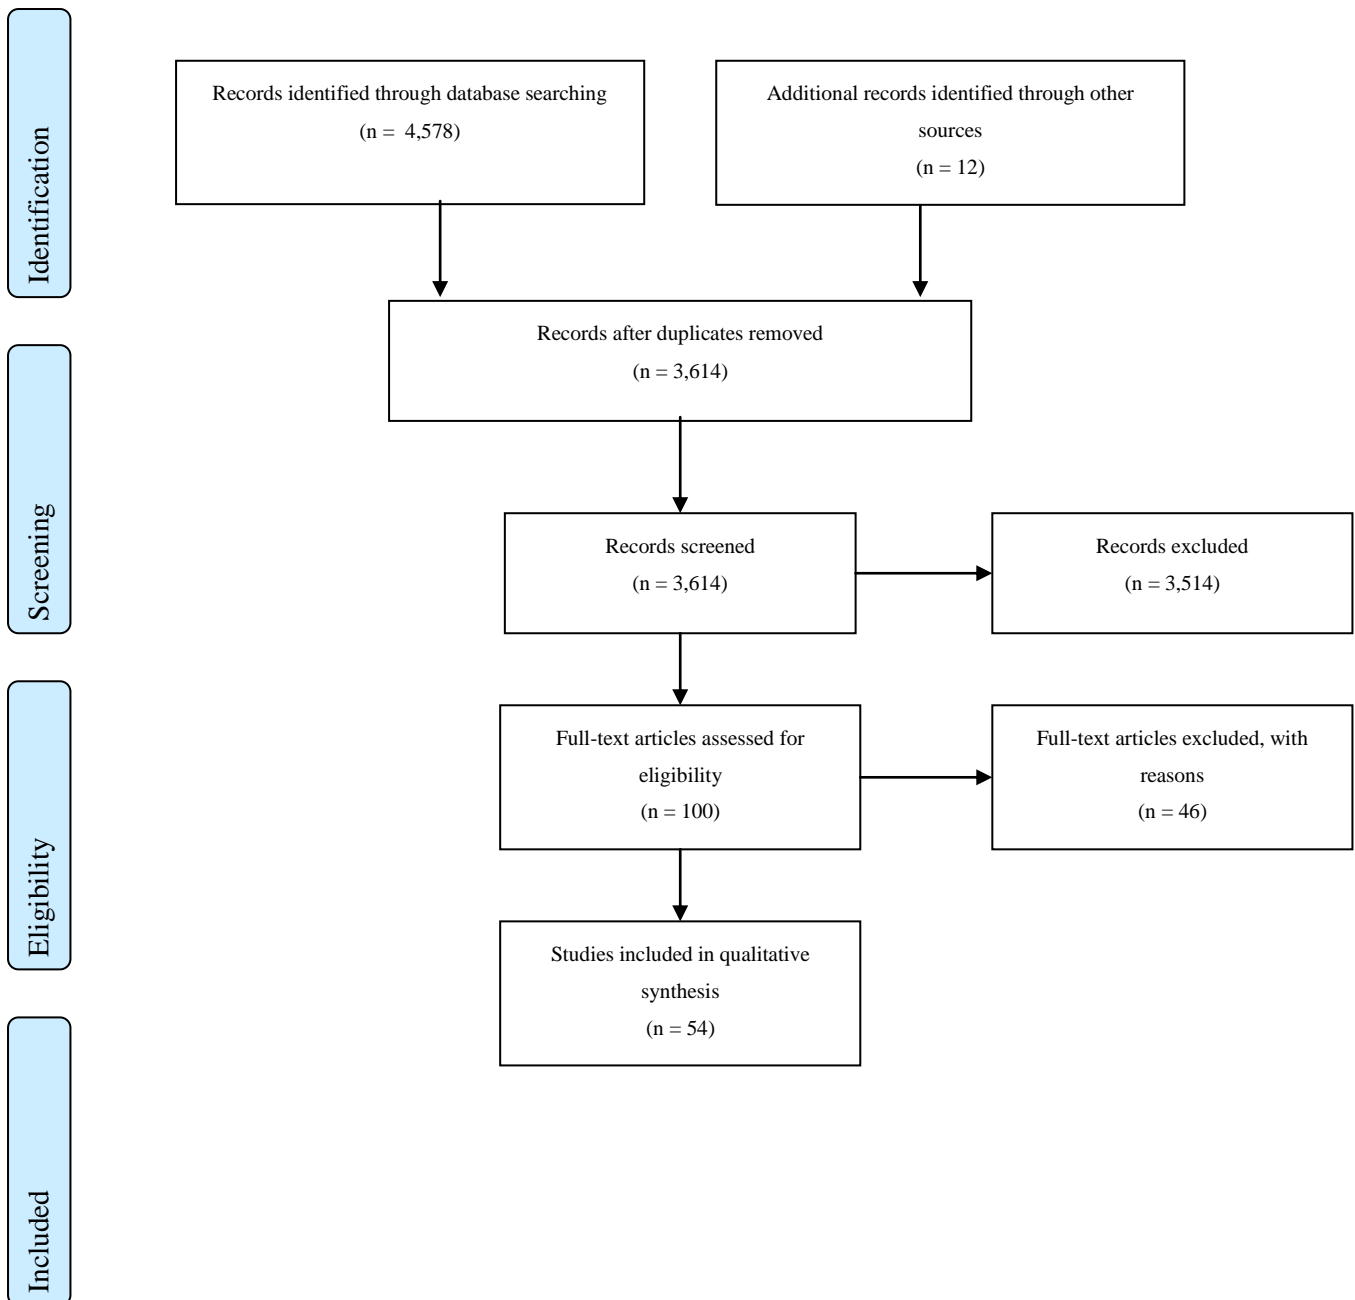 Identification
Records identified through database searching
(n =  4,578)
Additional records identified through other
sources
(n = 12)
Records after duplicates removed
(n = 3,614)
Screening
Records screened
(n = 3,614)
Records excluded
(n = 3,514)
Eligibility
Full-text articles assessed for
eligibility
(n = 100)
Full-text articles excluded, with
reasons
(n = 46)
Studies included in qualitative
synthesis
(n = 54)
Included